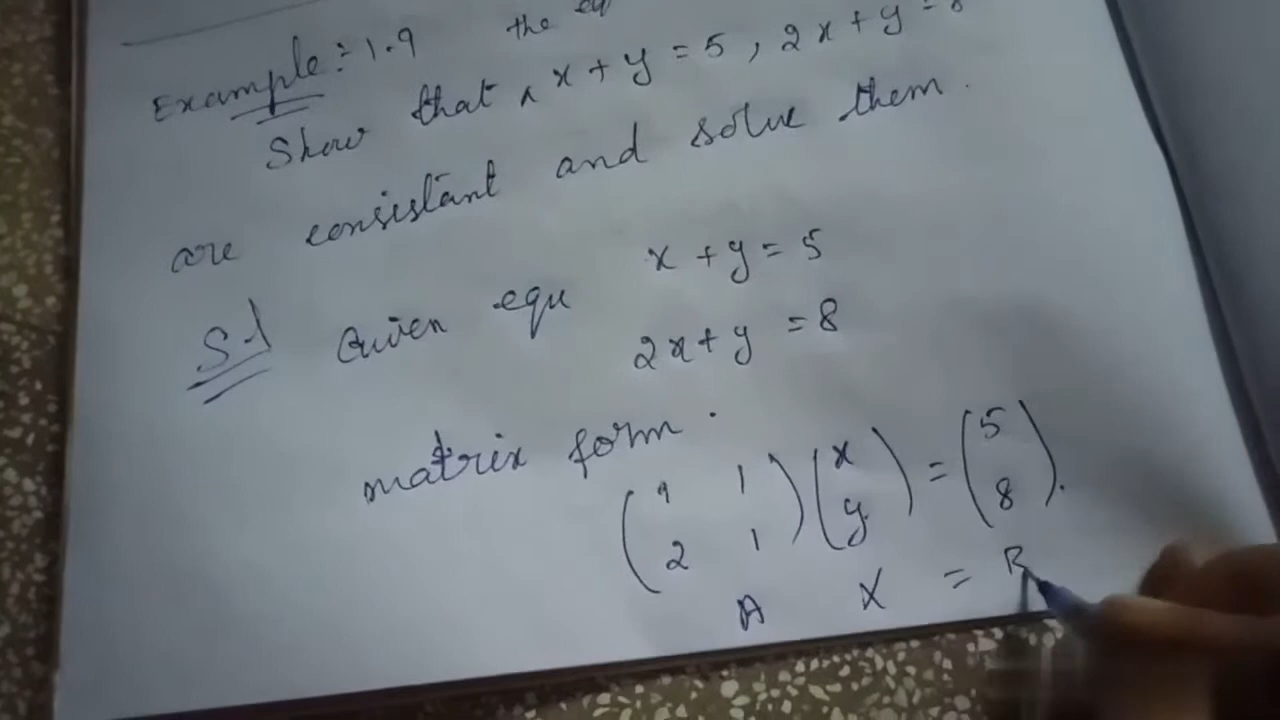 Example:- 1.9
Show that ∧ the eq x + y = 5, 2x + y = 8
are consistant and solve them.
Sol Given equ x + y = 5
2x + y = 8
matrix form.
(1 1) (x) = (5)
(2 1) (y) = (8).
A X = B